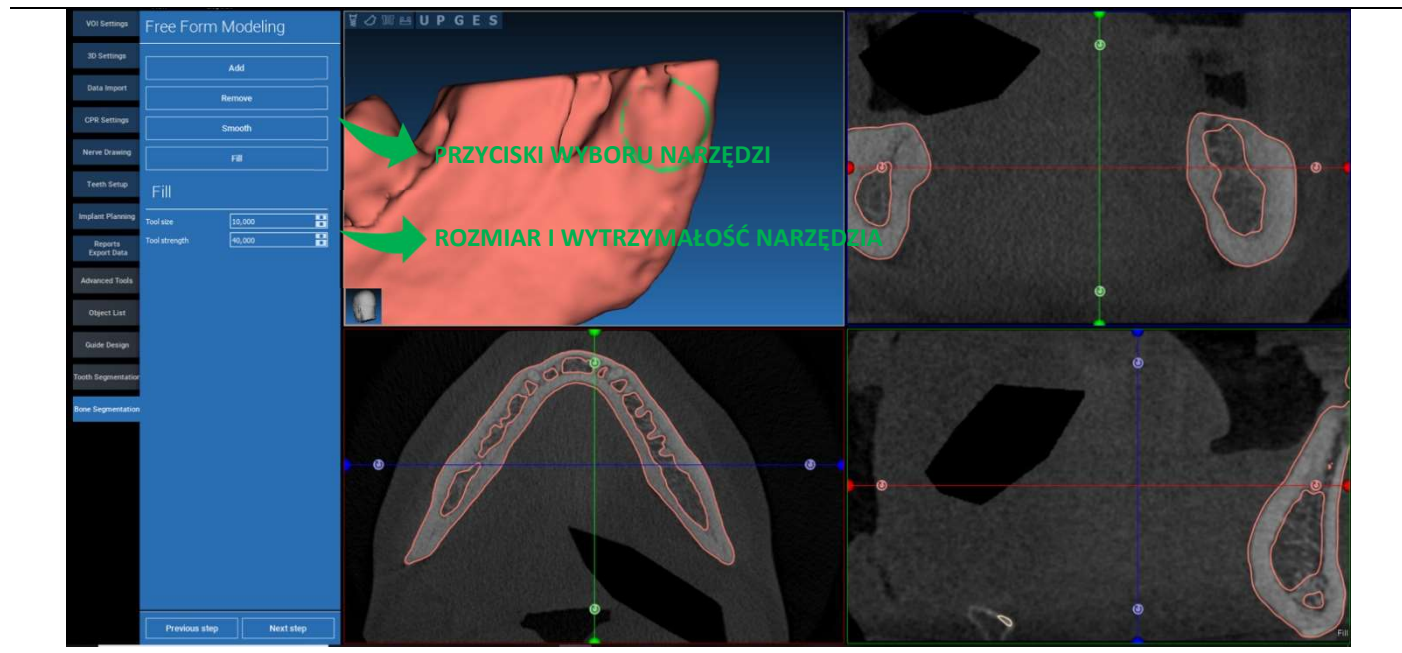 VOI Settings
3D Settings
Data Import
CPR Settings
Nerve Drawing
Teeth Setup
Implant Planning
Reports
Export Data
Advanced Tools
Object List
Guide Design
Tooth Segmentation
Bone Segmentation
Free Form Modeling
Add
Remove
Smooth
Fill
Fill
Tool size 10,000
Tool strength 40,000
Previous step Next step
U P G E S
PRZYCISKI WYBORU NARZĘDZI
ROZMIAR I WYTRZYMAŁOŚĆ NARZĘDZIA
Fill